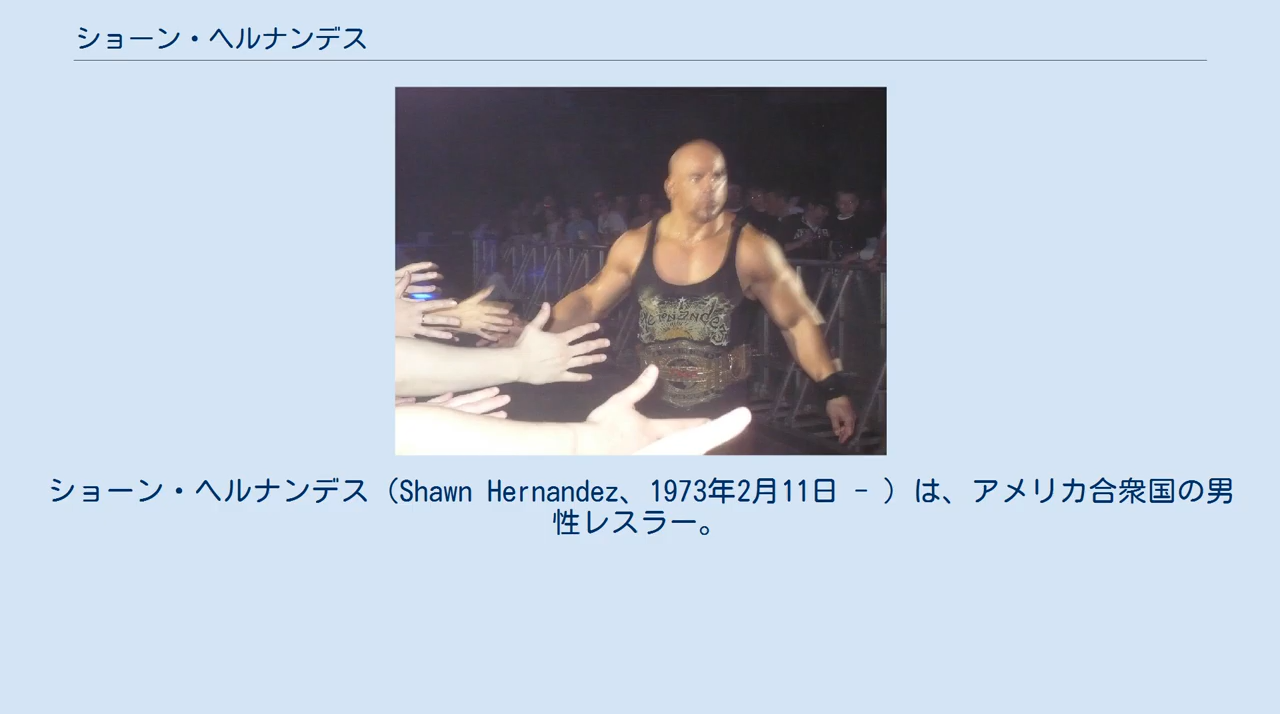 ショーン・ヘルナンデス
Hernandez
ショーン・ヘルナンデス（Shawn Hernandez、1973年2月11日 - ）は、アメリカ合衆国の男
性レスラー。